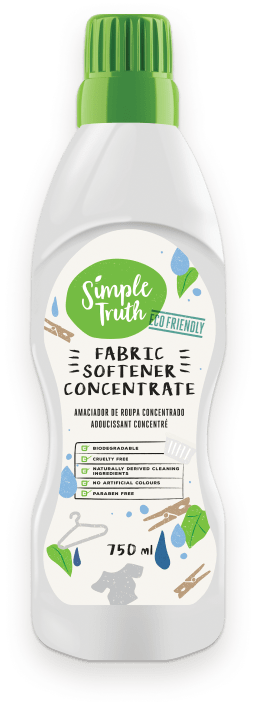 Simple
Truth
ECO FRIENDLY
FABRIC
SOFTENER
CONCENTRATE
AMACIADOR DE ROUPA CONCENTRADO
ADOUCISSANT CONCENTRÉ
BIODEGRADABLE
CRUELTY FREE
NATURALLY DERIVED CLEANING
INGREDIENTS
NO ARTIFICIAL COLOURS
PARABEN FREE
750 ml